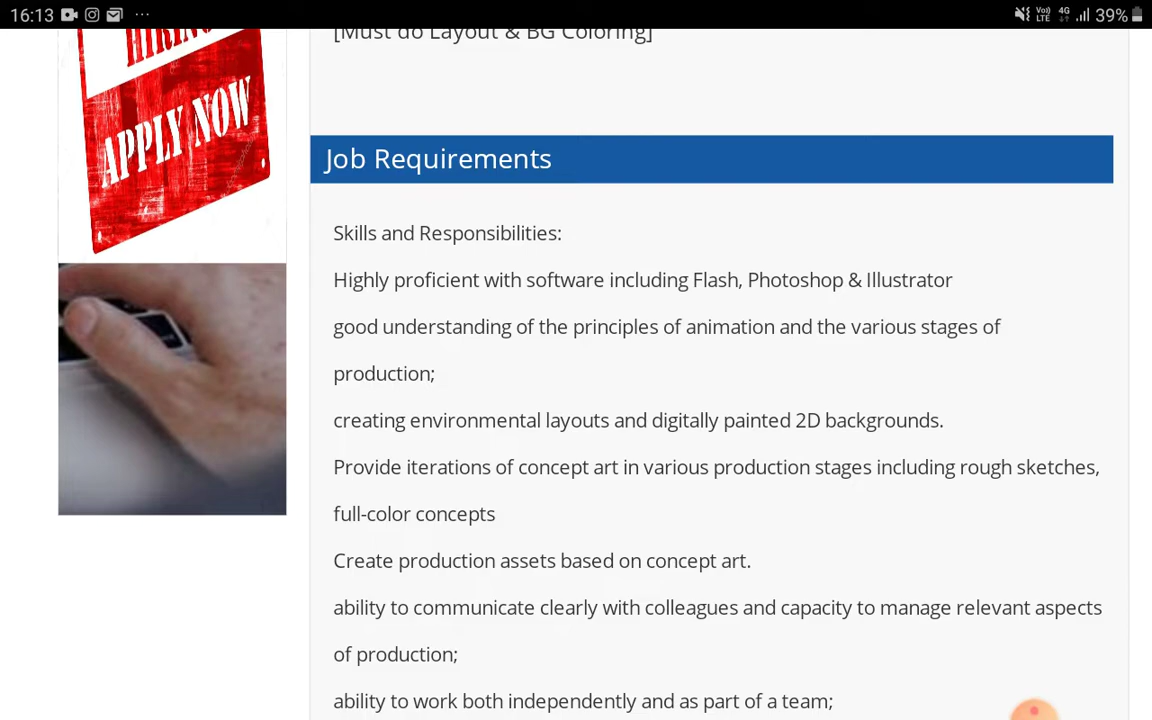 16:13
Vo) LTE 4G 39%
HIRING
APPLY NOW
[Must do Layout & BG Coloring]
Job Requirements
Skills and Responsibilities:
Highly proficient with software including Flash, Photoshop & Illustrator
good understanding of the principles of animation and the various stages of
production;
creating environmental layouts and digitally painted 2D backgrounds.
Provide iterations of concept art in various production stages including rough sketches,
full-color concepts
Create production assets based on concept art.
ability to communicate clearly with colleagues and capacity to manage relevant aspects
of production;
ability to work both independently and as part of a team;